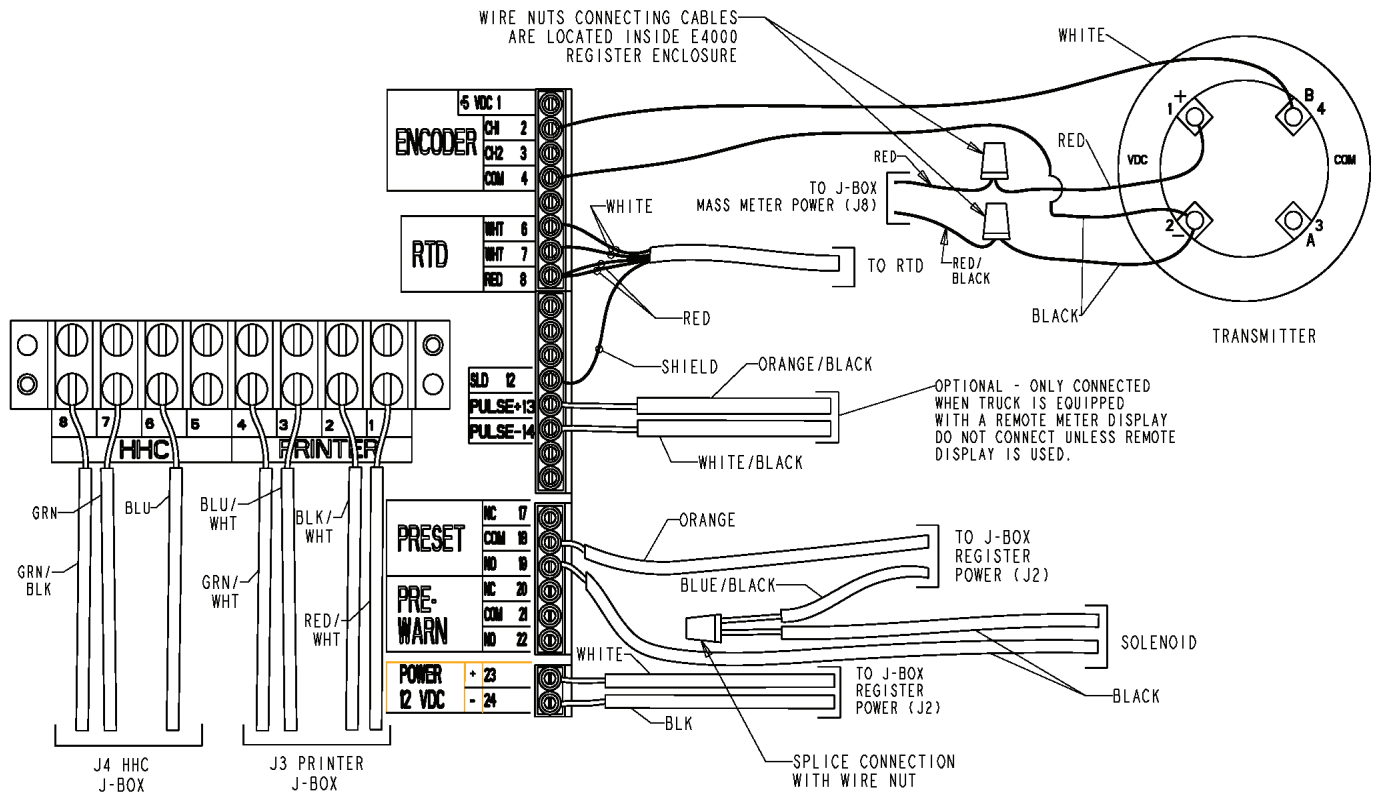 WIRE NUTS CONNECTING CABLES
ARE LOCATED INSIDE E4000
REGISTER ENCLOSURE
WHITE
+5 VDC 1
ENCODER
CH1 2
CH2 3
COM 4
1 +
B
4
VDC
COM
2
-
3
A
TRANSMITTER
RED
RED
TO J-BOX
MASS METER POWER (J8)
RED/
BLACK
BLACK
RTD
WHT 6
WHT 7
RED 8
WHITE
TO RTD
RED
SHIELD
SLD 12
PULSE+13
PULSE-14
ORANGE/BLACK
WHITE/BLACK
OPTIONAL - ONLY CONNECTED
WHEN TRUCK IS EQUIPPED
WITH A REMOTE METER DISPLAY
DO NOT CONNECT UNLESS REMOTE
DISPLAY IS USED.
8 7 6 5 4 3 2 1
HHC
PRINTER
GRN
BLU
BLU/
WHT
BLK/
WHT
GRN/
BLK
GRN/
WHT
RED/
WHT
J4 HHC
J-BOX
J3 PRINTER
J-BOX
PRESET
NC 17
COM 18
NO 19
PRE-
WARN
NC 20
COM 21
NO 22
POWER
12 VDC
+ 23
- 24
ORANGE
BLUE/BLACK
TO J-BOX
REGISTER
POWER (J2)
SOLENOID
BLACK
WHITE
BLK
TO J-BOX
REGISTER
POWER (J2)
SPLICE CONNECTION
WITH WIRE NUT